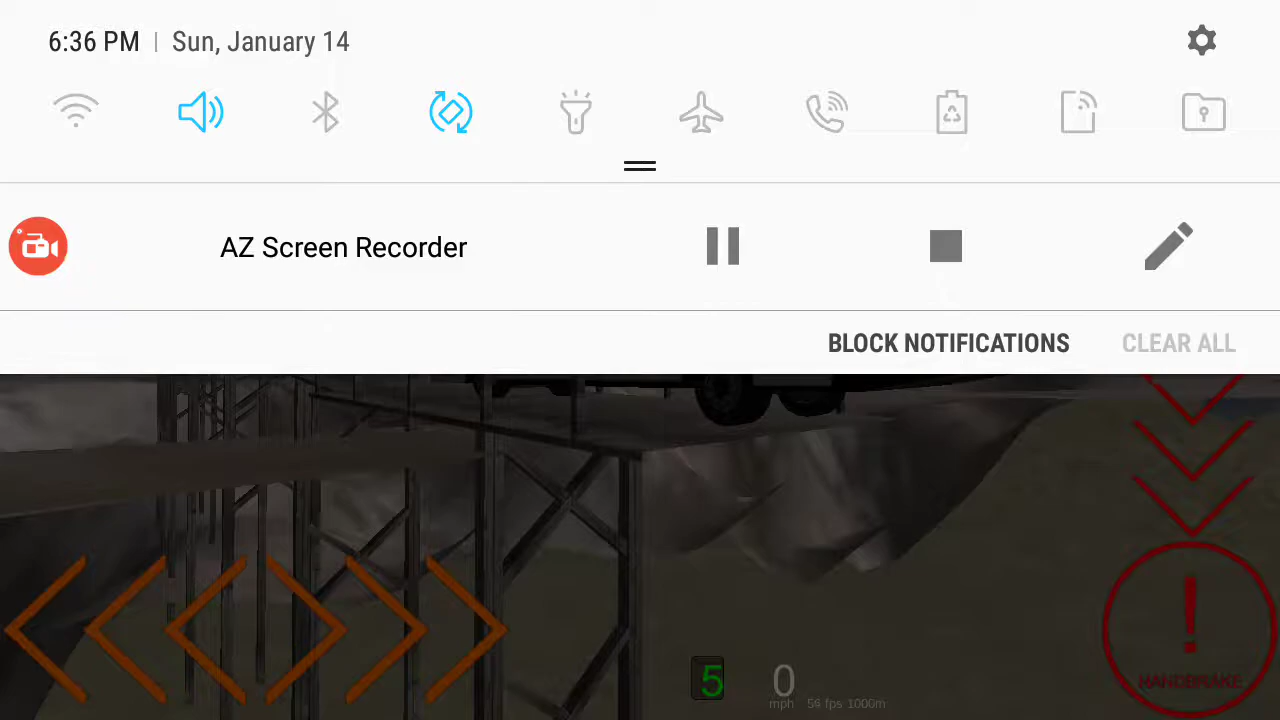 6:36 PM | Sun, January 14
AZ Screen Recorder
BLOCK NOTIFICATIONS CLEAR ALL
5 0
mph 59 fps 1000m
HANDBRAKE